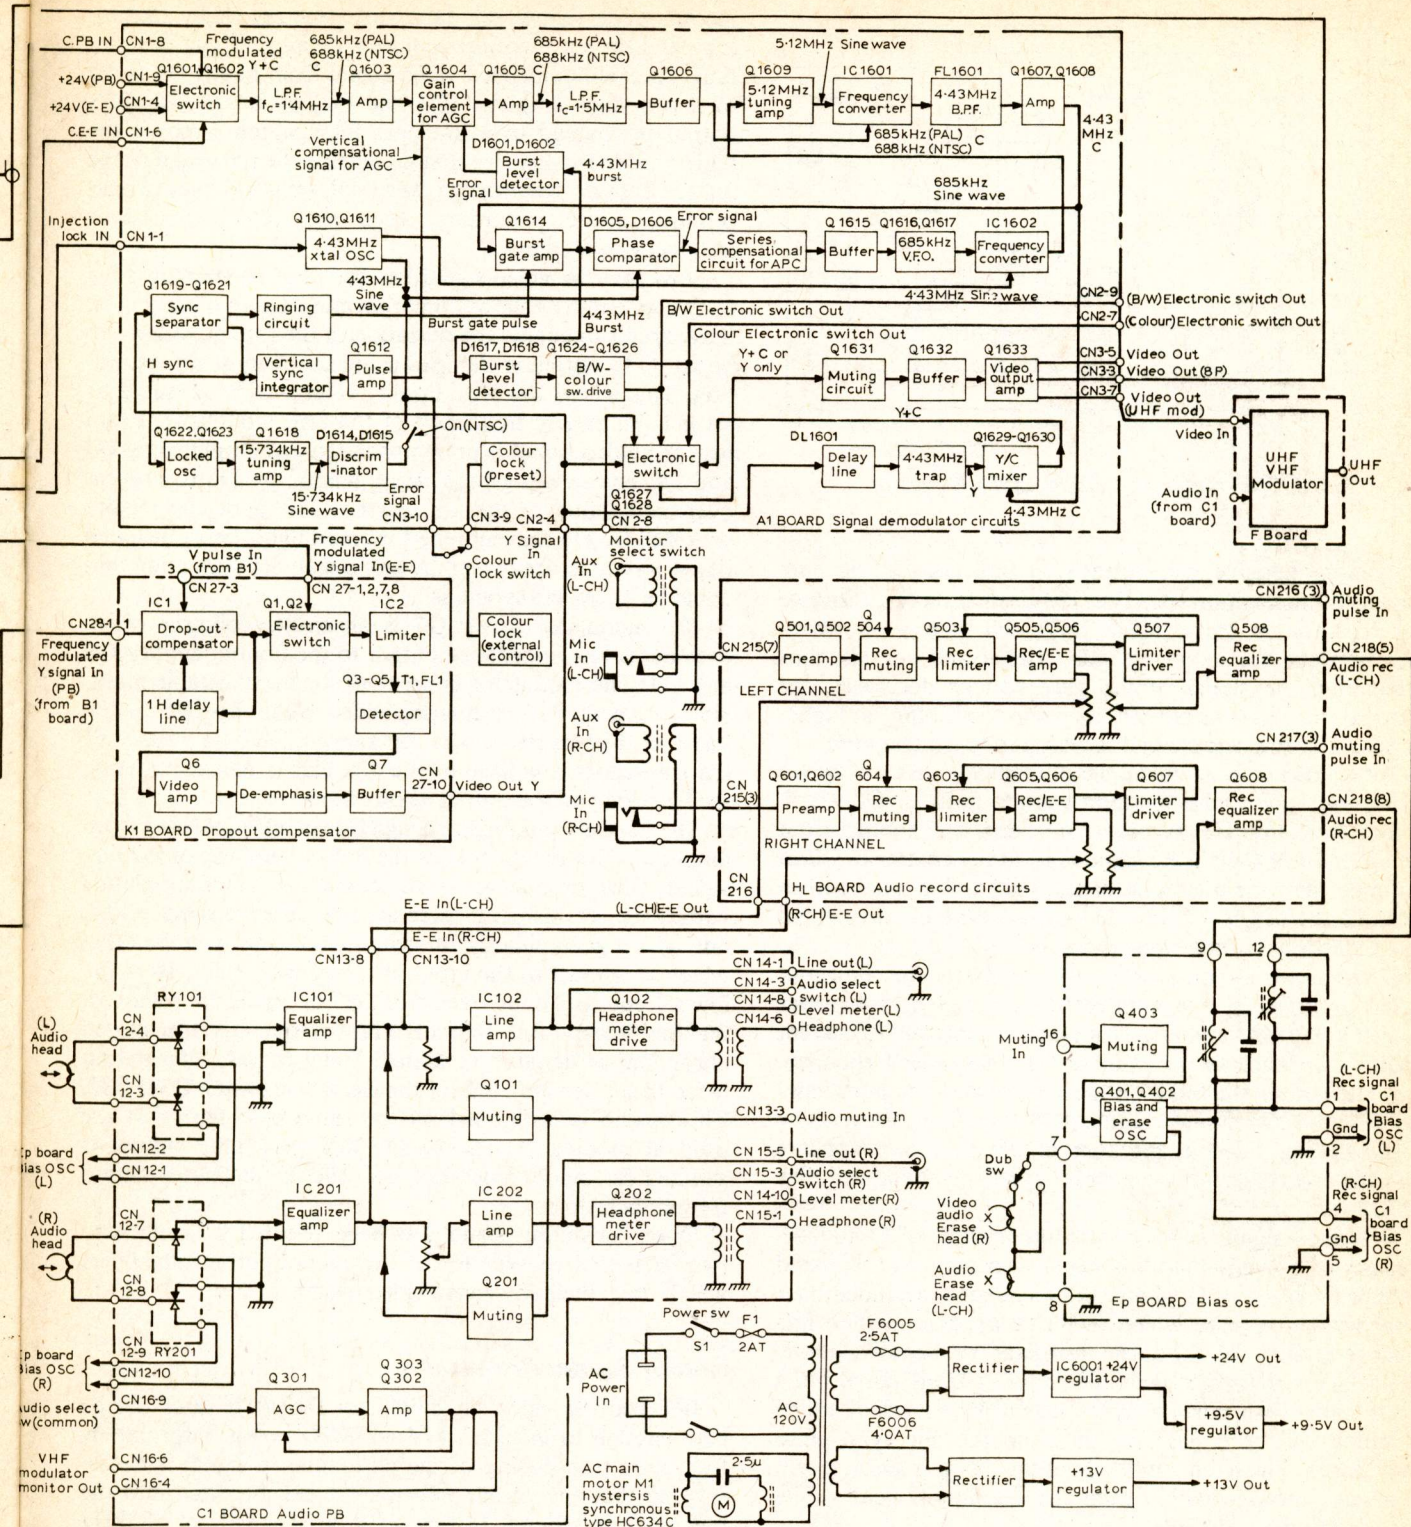 C.PB IN
CN1-8
+24V(PB)
CN1-9
+24V(E-E)
CN1-4
C.E-E IN
CN1-6
Frequency
modulated
Y+C
Q1601, Q1602
Electronic
switch
L.P.F.
fc=1·4MHz
685kHz(PAL)
688kHz(NTSC)
C
Q1603
Amp
Q1604
Gain
control
element
for AGC
Q1605
Amp
685kHz(PAL)
688kHz(NTSC)
C
L.P.F.
fc=1·5MHz
Q1606
Buffer
5·12MHz Sine wave
Q1609
5·12MHz
tuning
amp
IC1601
Frequency
converter
FL1601
4·43MHz
B.P.F.
Q1607, Q1608
Amp
4·43
MHz
C
685kHz(PAL)
688kHz(NTSC)
C
Vertical
compensational
signal for AGC
D1601, D1602
Burst
level
detector
4·43MHz
burst
Error
signal
685kHz
Sine wave
Injection
lock IN
CN1-1
Q1610,Q1611
4·43MHz
xtal OSC
Q1614
Burst
gate amp
D1605, D1606
Phase
comparator
Error signal
Series
compensational
circuit for APC
Q1615
Buffer
Q1616,Q1617
685kHz
V.F.O.
IC1602
Frequency
converter
4·43MHz
Sine
wave
4·43MHz Sine wave
Q1619-Q1621
Sync
separator
Ringing
circuit
Burst gate pulse
4·43MHz
Burst
B/W Electronic switch Out
Colour Electronic switch Out
CN2-9
(B/W)Electronic switch Out
CN2-7
(Colour)Electronic switch Out
H sync
Vertical
sync
integrator
Q1612
Pulse
amp
D1617, D1618
Burst
level
detector
Q1624-Q1626
B/W-
colour
sw. drive
Y+C or
Y only
Q1631
Muting
circuit
Q1632
Buffer
Q1633
Video
output
amp
CN3-5
Video Out
CN3-3
Video Out(8P)
CN3-7
Video Out
(UHF mod)
Video In
UHF
VHF
Modulator
UHF
Out
Audio In
(from C1
board)
F Board
Q1622,Q1623
Locked
osc
Q1618
15·734kHz
tuning
amp
D1614,D1615
Discrim-
inator
On(NTSC)
15·734kHz
Sine wave
Error
signal
Colour
lock
(preset)
Electronic
switch
Q1627
Q1628
Y+C
DL1601
Delay
line
4·43MHz
trap
Y
Q1629-Q1630
Y/C
mixer
4·43MHz C
CN3-10
CN3-9
CN2-4
CN 2-8
A1 BOARD Signal demodulator circuits
V pulse In
(from B1)
3
CN 27-3
Frequency
modulated
Y signal In(E-E)
CN 27-1,2,7,8
Y Signal
In
Colour
lock switch
Colour
lock
(external
control)
CN28-1
1
Frequency
modulated
Y signal In
(PB)
(from B1
board)
IC1
Drop-out
compensator
Q1, Q2
Electronic
switch
IC2
Limiter
1H delay
line
Q3-Q5, T1, FL1
Detector
Q6
Video
amp
De-emphasis
Q7
Buffer
CN
27-10
Video Out Y
K1 BOARD Dropout compensator
Monitor
select switch
Aux
In
(L-CH)
Mic
In
(L-CH)
Aux
In
(R-CH)
Mic
In
(R-CH)
CN216 (3)
Audio
muting
pulse In
CN215(7)
Q501, Q502
Preamp
Q
504
Rec
muting
Q503
Rec
limiter
Q505,Q506
Rec/E-E
amp
Q507
Limiter
driver
Q508
Rec
equalizer
amp
CN 218(5)
Audio rec
(L-CH)
LEFT CHANNEL
CN 217(3)
Audio
muting
pulse In
CN
215(3)
Q601, Q602
Preamp
Q
604
Rec
muting
Q603
Rec
limiter
Q605,Q606
Rec/E-E
amp
Q607
Limiter
driver
Q608
Rec
equalizer
amp
CN 218(8)
Audio rec
(R-CH)
RIGHT CHANNEL
CN
216
HL BOARD Audio record circuits
E-E In(L-CH)
(L-CH)E-E Out
(R-CH) E-E Out
E-E In(R-CH)
CN13-8
CN13-10
RY101
(L)
Audio
head
CN
12-4
CN
12-3
IC101
Equalizer
amp
IC102
Line
amp
Q102
Headphone
meter
drive
CN 14-1
Line out(L)
CN 14-3
Audio select
switch (L)
CN 14-8
Level meter(L)
CN 14-6
Headphone (L)
Q101
Muting
CN13-3
Audio muting In
CN12-2
CN12-1
Ep board
Bias OSC
(L)
(R)
Audio
head
CN
12-7
CN
12-8
IC 201
Equalizer
amp
IC 202
Line
amp
Q202
Headphone
meter
drive
CN 15-5
Line out (R)
CN 15-3
Audio select
switch (R)
CN 14-10
Level meter(R)
CN 15-1
Headphone (R)
Q201
Muting
CN
12-9
RY201
CN12-10
Ep board
Bias OSC
(R)
Audio select
sw(common)
CN16-9
Q301
AGC
Q 303
Q302
Amp
VHF
modulator
monitor Out
CN16-6
CN16-4
C1 BOARD Audio PB
9
12
Muting
In
16
Q403
Muting
Q401, Q402
Bias and
erase
OSC
7
Dub
sw
Video
audio
Erase
head (R)
Audio
Erase
head
(L-CH)
8
(L-CH)
Rec signal
1
C1
board
Bias
OSC
(L)
Gnd
2
(R-CH)
Rec signal
4
C1
board
Bias
OSC
(R)
Gnd
5
Ep BOARD Bias osc
Power sw
S1
F1
2AT
AC
Power
In
AC
120V
F6005
2·5AT
F6006
4·0AT
Rectifier
IC6001 +24V
regulator
+24V Out
+9·5V
regulator
+9·5V Out
Rectifier
+13V
regulator
+13V Out
AC main
motor M1
hystersis
synchronous
type HC634C
2·5µ
M